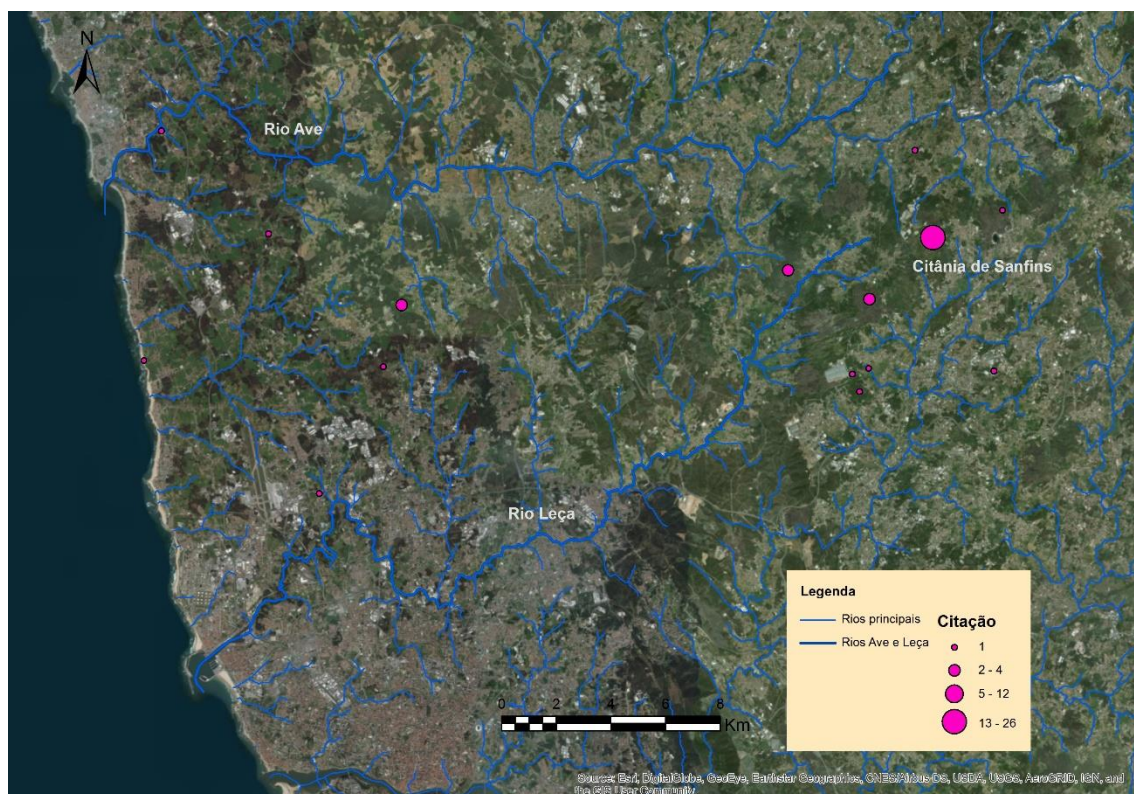 N
Rio Ave
Citânia de Sanfins
Rio Leça
Legenda
Rios principais
Rios Ave e Leça
Citação
1
2 - 4
5 - 12
13 - 26
0 1 2 4 6 8
Km
Source: Esri, DigitalGlobe, GeoEye, Earthstar Geographics, CNES/Airbus DS, USDA, USGS, AeroGRID, IGN, and
the GIS User Community